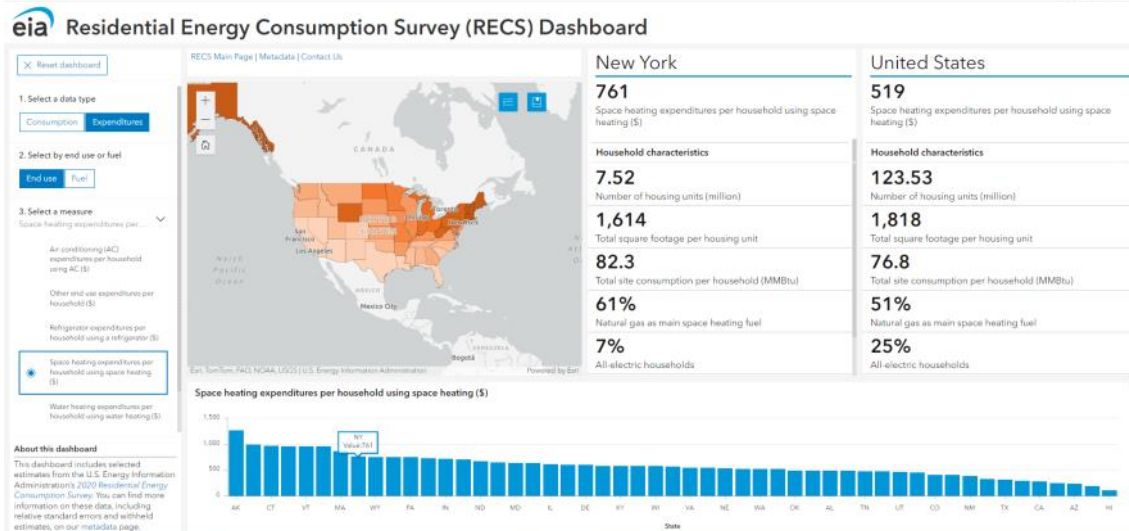 eia Residential Energy Consumption Survey (RECS) Dashboard
Reset dashboard
1. Select a data type
Consumption
Expenditures
2. Select by end use or fuel
End use
Fuel
3. Select a measure
Space heating expenditures per ...
Air conditioning (AC)
expenditures per household
using AC ($)
Other end use expenditures per
household ($)
Refrigerator expenditures per
household using a refrigerator ($)
Space heating expenditures per
household using space heating
($)
Water heating expenditures per
household using water heating ($)
About this dashboard
This dashboard includes selected
estimates from the U.S. Energy Information
Administration's 2020 Residential Energy
Consumption Survey. You can find more
information on these data, including
relative standard errors and withheld
estimates, on our metadata page.
RECS Main Page | Metadata | Contact Us
CANADA
Toronto
San
Francisco
Los Angeles
North
Pacific
Ocean
MEXICO
Mexico City
VENEZUELA
Bogotá
Esri, TomTom, FAO, NOAA, USGS | U.S. Energy Information Administration
Powered by Esri
New York
761
Space heating expenditures per household using space
heating ($)
Household characteristics
7.52
Number of housing units (million)
1,614
Total square footage per housing unit
82.3
Total site consumption per household (MMBtu)
61%
Natural gas as main space heating fuel
7%
All-electric households
United States
519
Space heating expenditures per household using space
heating ($)
Household characteristics
123.53
Number of housing units (million)
1,818
Total square footage per housing unit
76.8
Total site consumption per household (MMBtu)
51%
Natural gas as main space heating fuel
25%
All-electric households
Space heating expenditures per household using space heating ($)
1,500
1,000
500
0
NY
Value:761
AK CT VT MA WY PA IN ND MD IL DE KY WI VA NE WA OK AL TN UT CO NM TX CA AZ HI
State